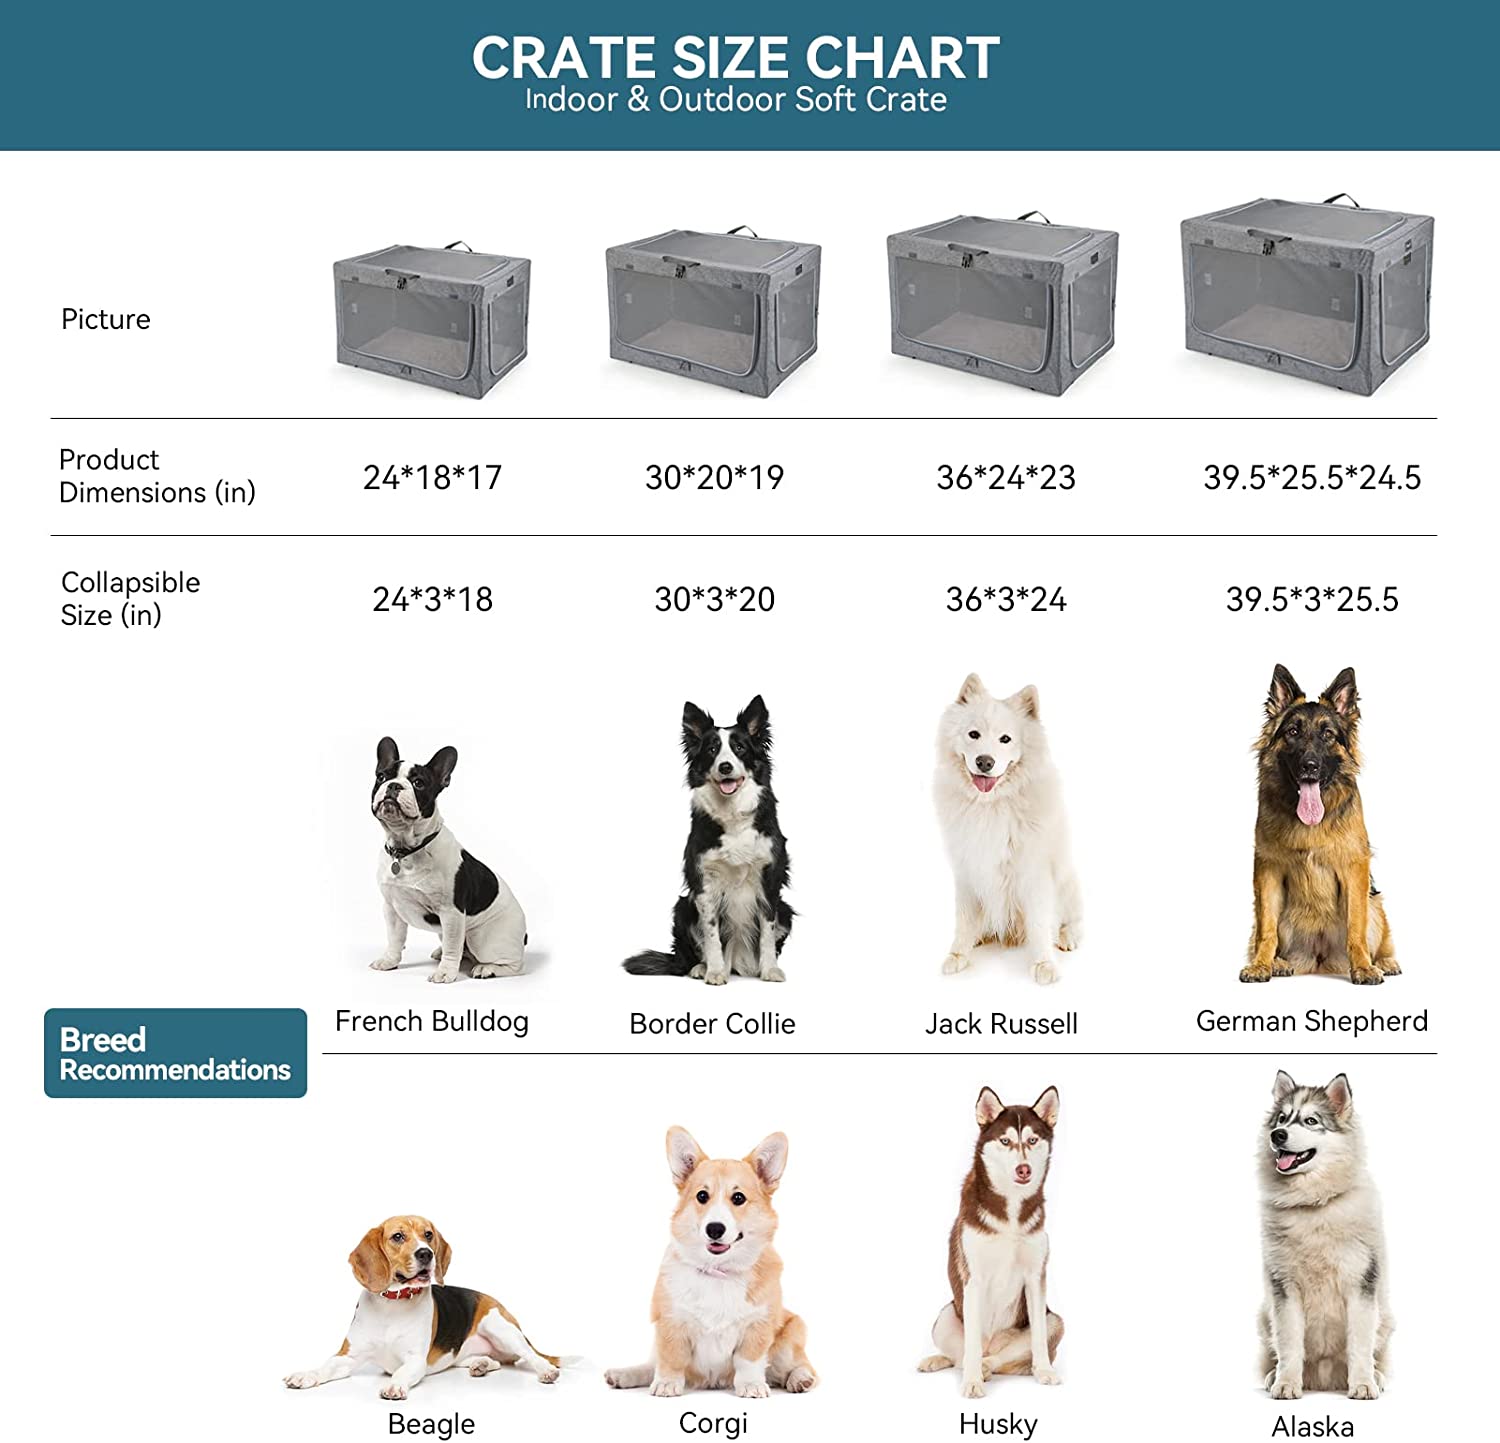 CRATE SIZE CHART
Indoor & Outdoor Soft Crate
Picture
Product
Dimensions (in)
24*18*17
30*20*19
36*24*23
39.5*25.5*24.5
Collapsible
Size (in)
24*3*18
30*3*20
36*3*24
39.5*3*25.5
Breed
Recommendations
French Bulldog
Border Collie
Jack Russell
German Shepherd
Beagle
Corgi
Husky
Alaska